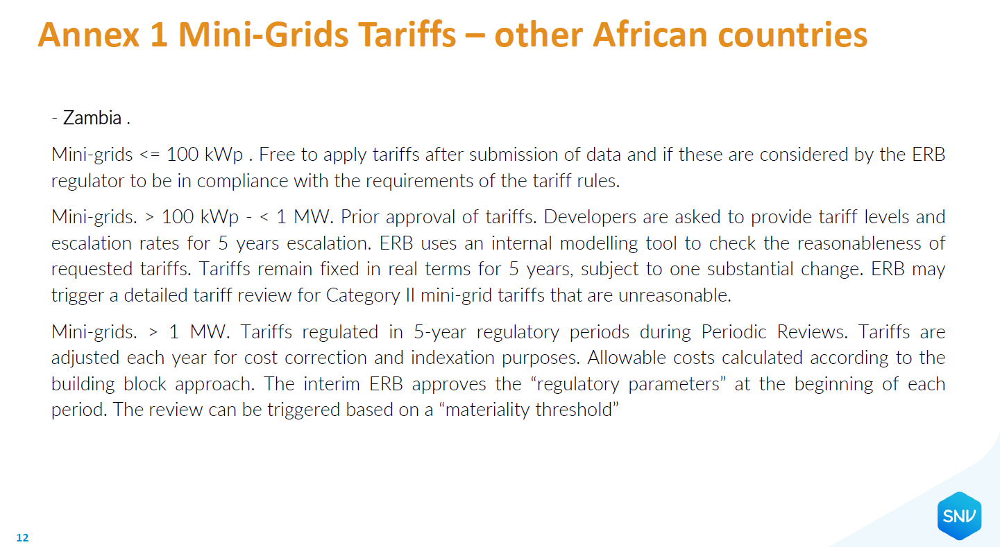 Annex 1 Mini-Grids Tariffs – other African countries
- Zambia .
Mini-grids <= 100 kWp . Free to apply tariffs after submission of data and if these are considered by the ERB
regulator to be in compliance with the requirements of the tariff rules.
Mini-grids. > 100 kWp - < 1 MW. Prior approval of tariffs. Developers are asked to provide tariff levels and
escalation rates for 5 years escalation. ERB uses an internal modelling tool to check the reasonableness of
requested tariffs. Tariffs remain fixed in real terms for 5 years, subject to one substantial change. ERB may
trigger a detailed tariff review for Category II mini-grid tariffs that are unreasonable.
Mini-grids. > 1 MW. Tariffs regulated in 5-year regulatory periods during Periodic Reviews. Tariffs are
adjusted each year for cost correction and indexation purposes. Allowable costs calculated according to the
building block approach. The interim ERB approves the “regulatory parameters” at the beginning of each
period. The review can be triggered based on a “materiality threshold”
SNV
12